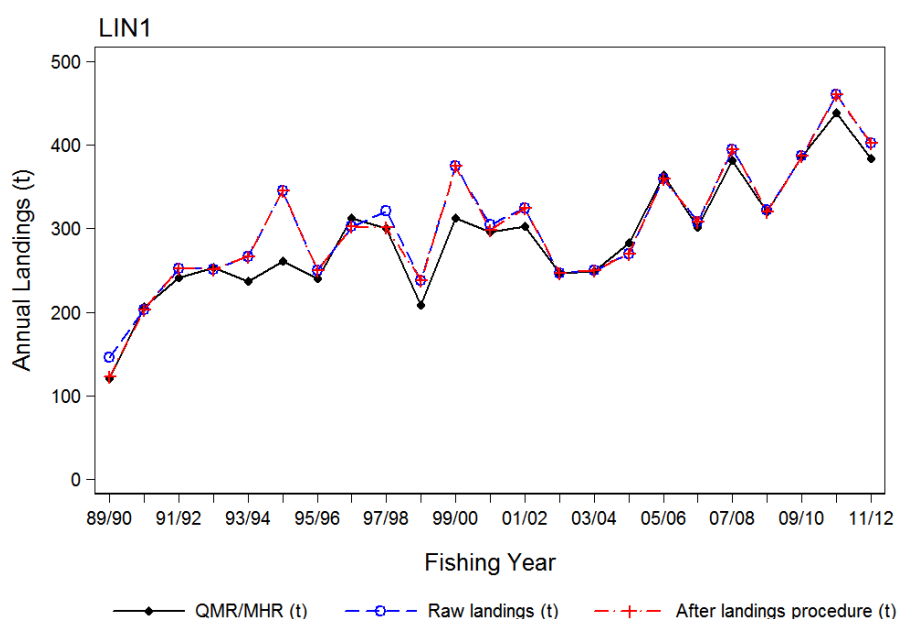 LIN1
500
400
300
200
100
0
Annual Landings (t)
89/90 91/92 93/94 95/96 97/98 99/00 01/02 03/04 05/06 07/08 09/10 11/12
Fishing Year
QMR/MHR (t) Raw landings (t) After landings procedure (t)